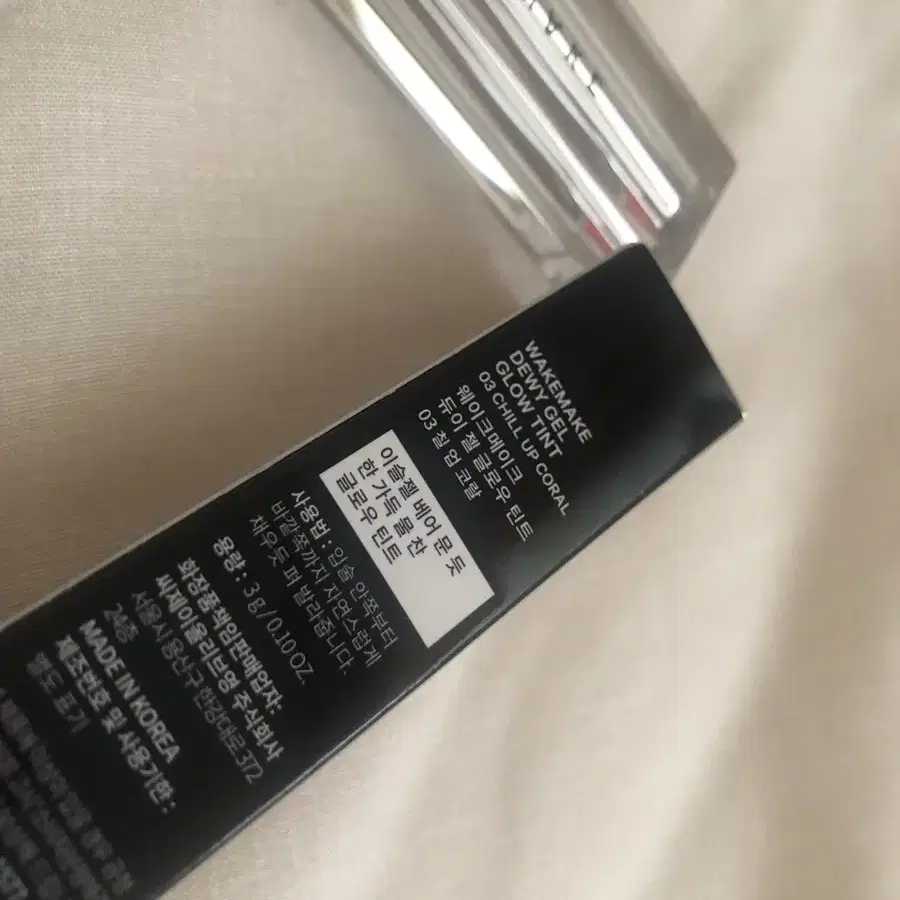 WAKEMAKE
DEWY GEL
GLOW TINT
03 CHILL UP CORAL
웨이크메이크
듀이 젤 글로우 틴트
03 칠 업 코랄
이슬젤 베어 문 듯
한 가득 물 찬
글로우 틴트
사용법 : 입술 안쪽부터
바깥쪽까지 자연스럽게
채우듯 펴 발라줍니다.
용량 : 3 g / 0.10 OZ
화장품책임판매업자:
씨제이올리브영 주식회사
서울시 용산구 한강대로 372
24층
MADE IN KOREA
제조번호 및 사용기한 :
별도 표기